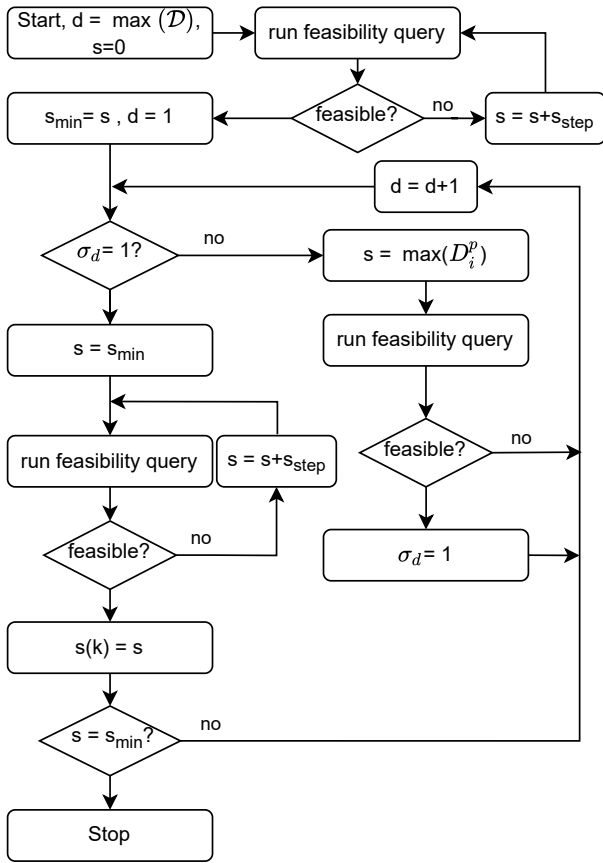 Start, d = max (𝒟),
s=0
run feasibility query
feasible?
no
s = s+s_step
s_min = s , d = 1
d = d+1
σ_d = 1?
no
s = max(D_i^p)
s = s_min
run feasibility query
run feasibility query
s = s+s_step
feasible?
no
feasible?
no
σ_d = 1
s(k) = s
s = s_min?
no
Stop